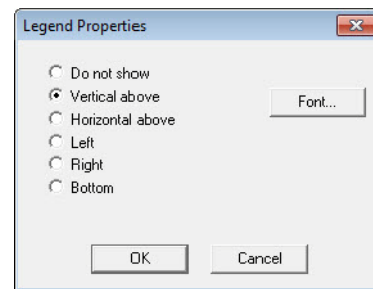 Legend Properties
Do not show
Vertical above
Font...
Horizontal above
Left
Right
Bottom
OK
Cancel